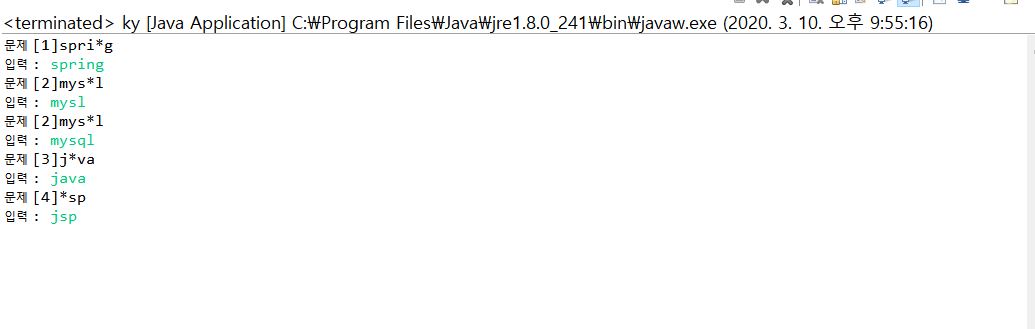 <terminated> ky [Java Application] C:₩Program Files₩Java₩jre1.8.0_241₩bin₩javaw.exe (2020. 3. 10. 오후 9:55:16)
문제 [1]spri*g
입력 : spring
문제 [2]mys*l
입력 : mysl
문제 [2]mys*l
입력 : mysql
문제 [3]j*va
입력 : java
문제 [4]*sp
입력 : jsp